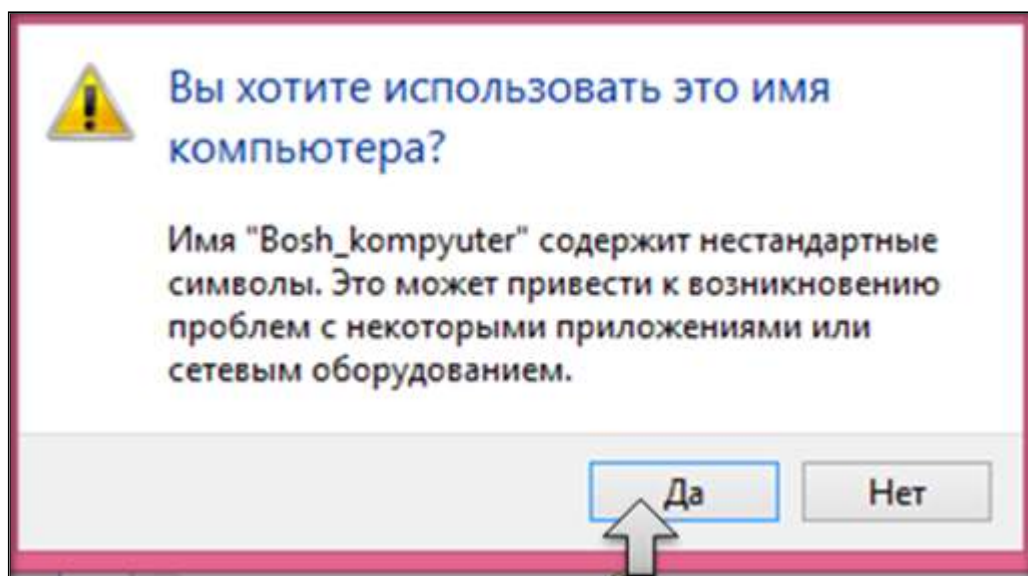 Вы хотите использовать это имя
компьютера?
Имя "Bosh_kompyuter" содержит нестандартные
символы. Это может привести к возникновению
проблем с некоторыми приложениями или
сетевым оборудованием.
Да
Нет